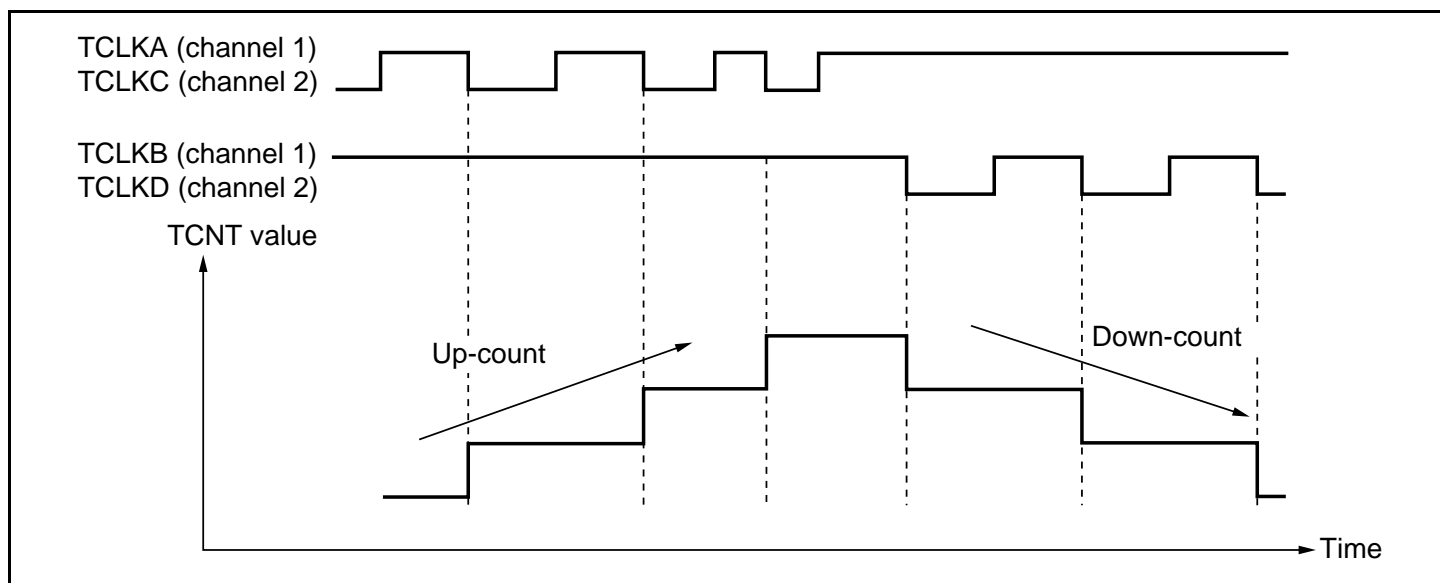 TCLKA (channel 1)
TCLKC (channel 2)
TCLKB (channel 1)
TCLKD (channel 2)
TCNT value
Up-count
Down-count
Time